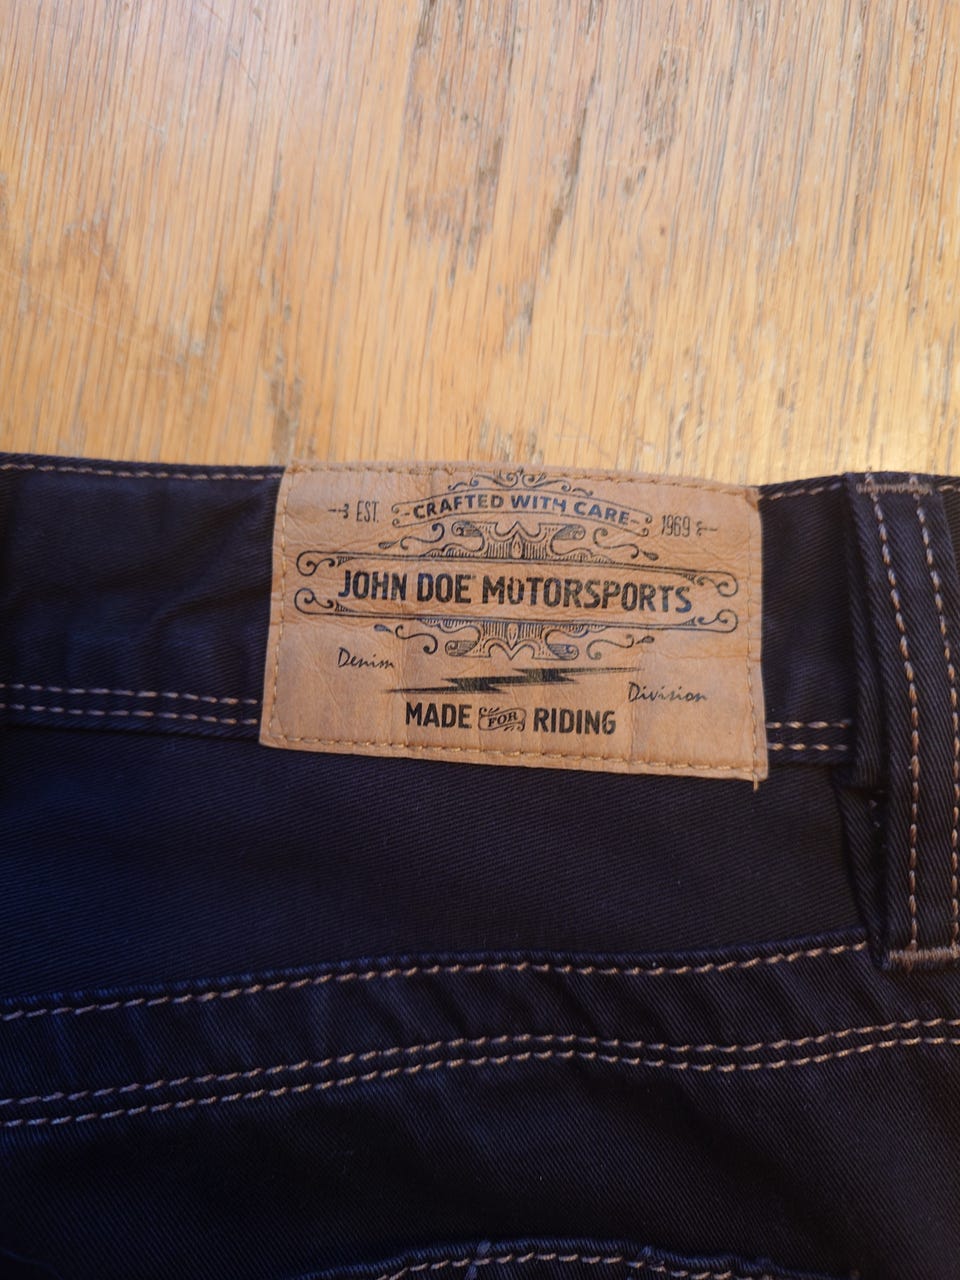 CRAFTED WITH CARE
EST. 1969
JOHN DOE MOTORSPORTS
Denim
Division
MADE FOR RIDING